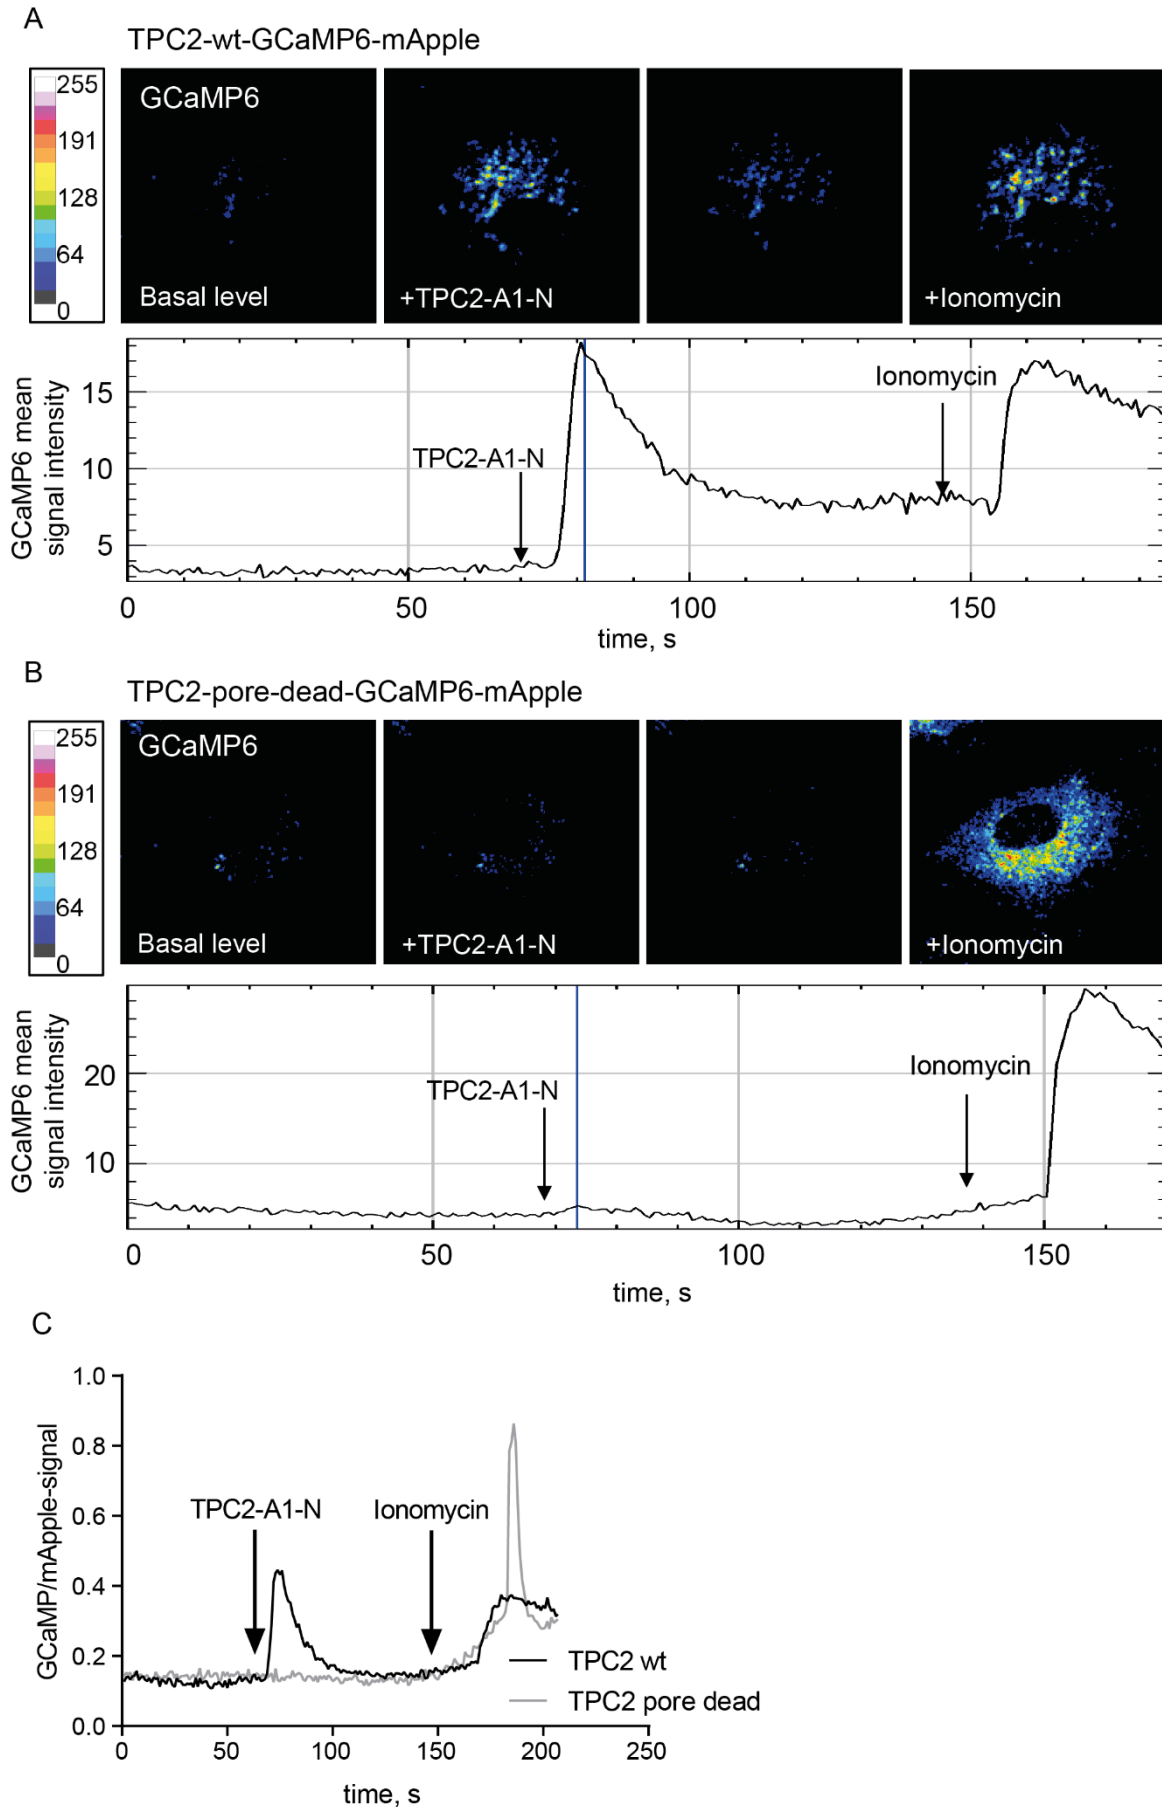 A
TPC2-wt-GCaMP6-mApple
255
191
128
64
0
GCaMP6
Basal level
+TPC2-A1-N
+Ionomycin
GCaMP6 mean
signal intensity
15
10
5
TPC2-A1-N
Ionomycin
0
50
100
150
time, s
B
TPC2-pore-dead-GCaMP6-mApple
255
191
128
64
0
GCaMP6
Basal level
+TPC2-A1-N
+Ionomycin
GCaMP6 mean
signal intensity
20
10
TPC2-A1-N
Ionomycin
0
50
100
150
time, s
C
GCaMP/mApple-signal
1.0
0.8
0.6
0.4
0.2
0.0
TPC2-A1-N
Ionomycin
TPC2 wt
TPC2 pore dead
0
50
100
150
200
250
time, s